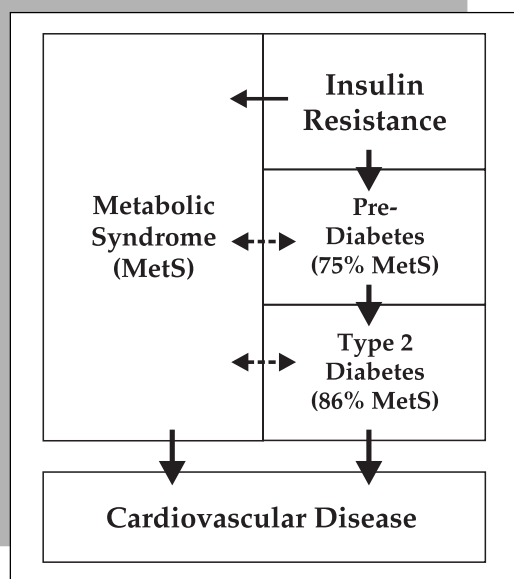 Insulin
Resistance
Metabolic
Syndrome
(MetS)
Pre-
Diabetes
(75% MetS)
Type 2
Diabetes
(86% MetS)
Cardiovascular Disease